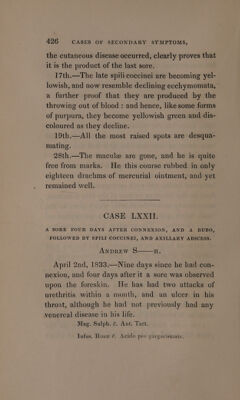 426 CASES OF SECONDARY SYMPTOMS,
the cutaneous disease occurred, clearly proves that
it is the product of the last sore.
17th.—The late spili coccinei are becoming yel-
lowish, and now resemble declining ecchymomata,
a further proof that they are produced by the
throwing out of blood: and hence, like some forms
of purpura, they become yellowish green and dis-
coloured as they decline.
19th.—All the most raised spots are desqua-
mating.
28th.—The maculæ are gone, and he is quite
free from marks. He this course rubbed in only
eighteen drachms of mercurial ointment, and yet
remained well.
CASE LXXII.
A SORE FOUR DAYS AFTER CONNEXION, AND A BUBO,
FOLLOWED BY SPILI COCCINEI, AND AXILLARY ABSCESS.
ANDREW S——H.
April 2nd, 1833.—Nine days since he had con-
nexion, and four days after it a sore was observed
upon the foreskin. He has had two attacks of
urethritis within a month, and an ulcer in his
throat, although he had not previously had any
venereal disease in his life.
Mag. Sulph. c. Ant. Tart.
Infus. Rosæ c. Acido pro gargarismate.